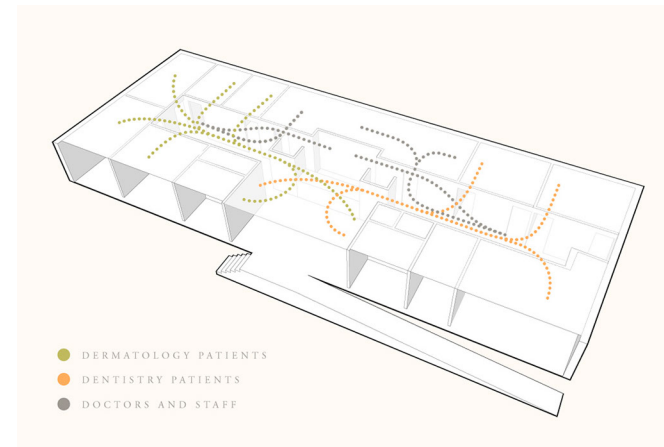 DERMATOLOGY PATIENTS
DENTISTRY PATIENTS
DOCTORS AND STAFF